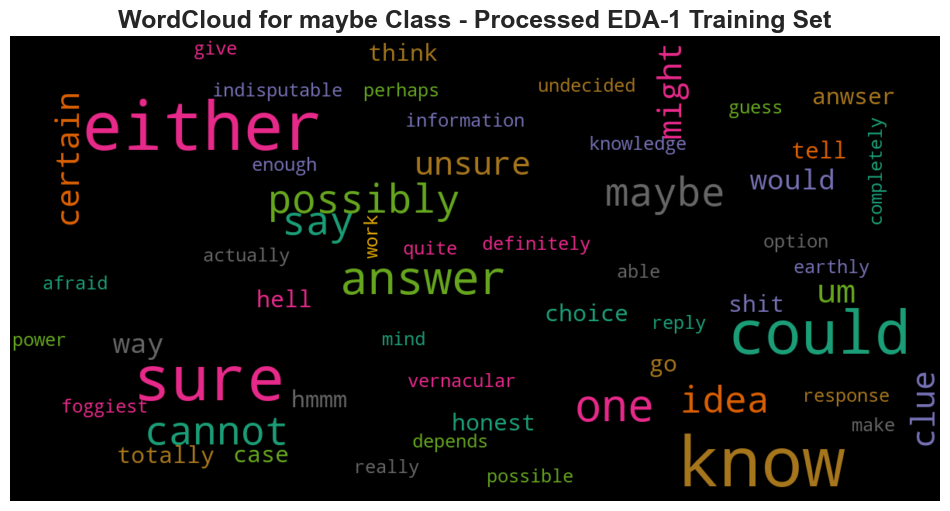 WordCloud for maybe Class - Processed EDA-1 Training Set
give
think
might
indisputable
perhaps
undecided
anwser
certain
either
information
guess
completely
enough
unsure
knowledge
tell
possibly
maybe
would
say
work
actually
quite
definitely
option
afraid
answer
able
earthly
hell
choice
shit
um
power
way
mind
reply
could
sure
vernacular
go
foggiest
hmmm
one
idea
response
clue
cannot
honest
make
totally
case
depends
know
really
possible